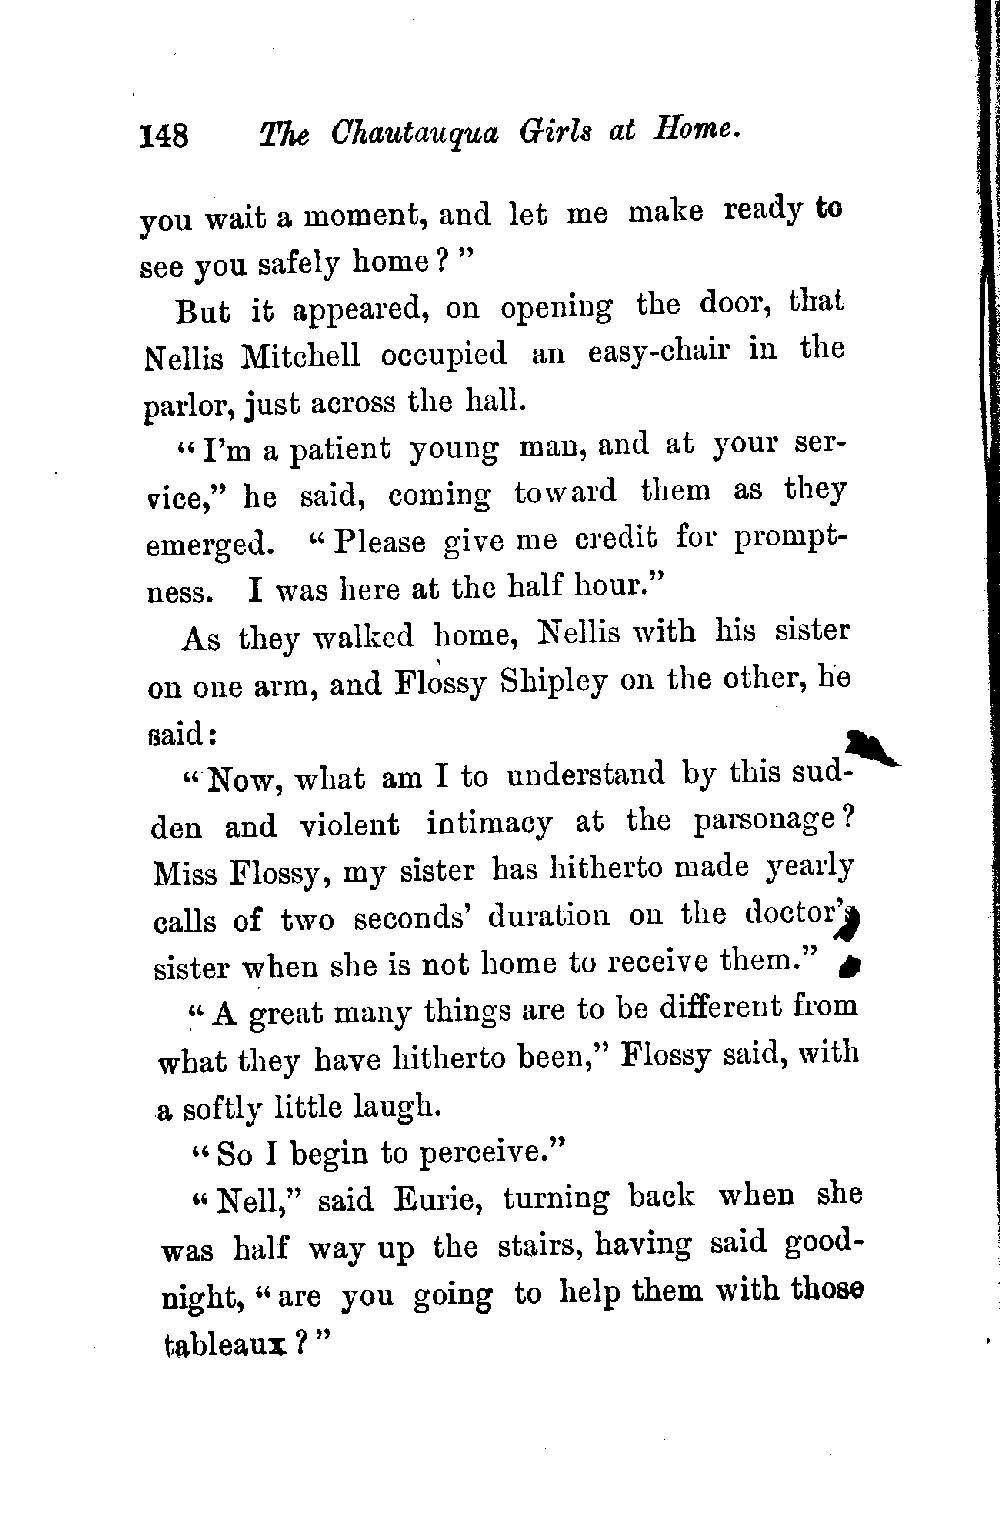 148 The Chautauqua Girls at Home.
you wait a moment, and let me make ready to
see you safely home?"
But it appeared, on opening the door, that
Nellis Mitchell occupied an easy-chair in the
parlor, just across the hall.
"I'm a patient young man, and at your ser-
vice," he said, coming toward them as they
emerged. "Please give me credit for prompt-
ness. I was here at the half hour."
As they walked home, Nellis with his sister
on one arm, and Flossy Shipley on the other, he
said:
"Now, what am I to understand by this sud-
den and violent intimacy at the parsonage?
Miss Flossy, my sister has hitherto made yearly
calls of two seconds' duration on the doctor's
sister when she is not home to receive them."
"A great many things are to be different from
what they have hitherto been," Flossy said, with
a softly little laugh.
"So I begin to perceive."
"Nell," said Eurie, turning back when she
was half way up the stairs, having said good-
night, "are you going to help them with those
tableaux?"